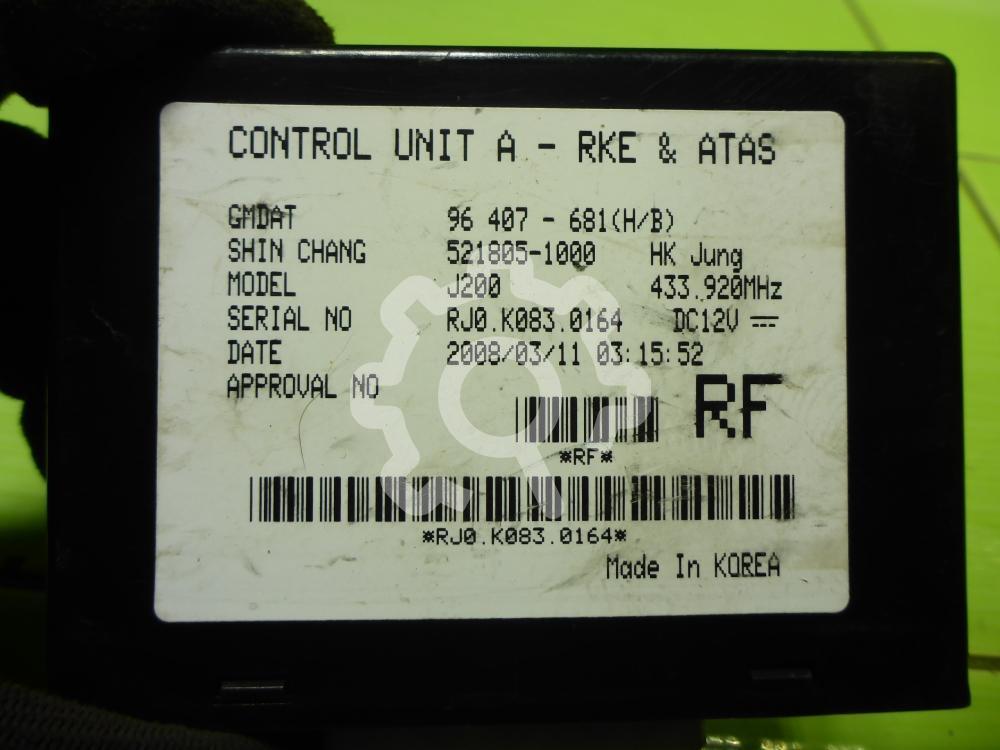 CONTROL UNIT A - RKE & ATAS
GMDAT 96 407 - 681(H/B)
SHIN CHANG 521805-1000 HK Jung
MODEL J200 433.920MHz
SERIAL NO RJ0.K083.0164 DC12V
DATE 2008/03/11 03:15:52
APPROVAL NO
RF
*RF*
*RJ0.K083.0164*
Made In KOREA